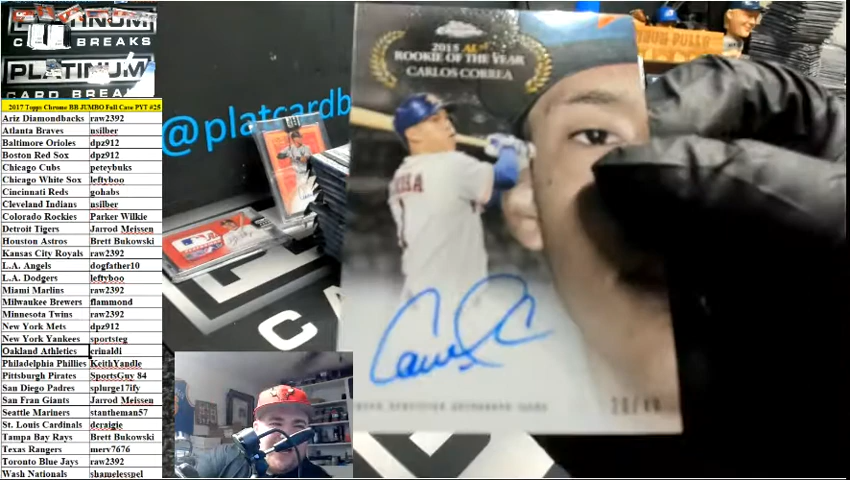 PLATINUM
CARD BREAKS
PLATINUM
CARD BREAKS
2017 Topps Chrome BB JUMBO Full Case PYT #25
Ariz Diamondbacks raw2392
Atlanta Braves nsilber
Baltimore Orioles dpz912
Boston Red Sox dpz912
Chicago Cubs peteybuks
Chicago White Sox leftyboo
Cincinnati Reds gohabs
Cleveland Indians nsilber
Colorado Rockies Parker Wilkie
Detroit Tigers Jarrod Meissen
Houston Astros Brett Bukowski
Kansas City Royals raw2392
L.A. Angels dogfather10
L.A. Dodgers leftyboo
Miami Marlins raw2392
Milwaukee Brewers flammond
Minnesota Twins raw2392
New York Mets dpz912
New York Yankees sportsteg
Oakland Athletics crinaldi
Philadelphia Phillies KeithYandle
Pittsburgh Pirates SportsGuy 84
San Diego Padres splurge17ify
San Fran Giants Jarrod Meissen
Seattle Mariners stantheman57
St. Louis Cardinals dcraigie
Tampa Bay Rays Brett Bukowski
Texas Rangers merv7676
Toronto Blue Jays raw2392
Wash Nationals shamelesspel
@platcardb
2015 AL
ROOKIE OF THE YEAR
CARLOS CORREA
1
C